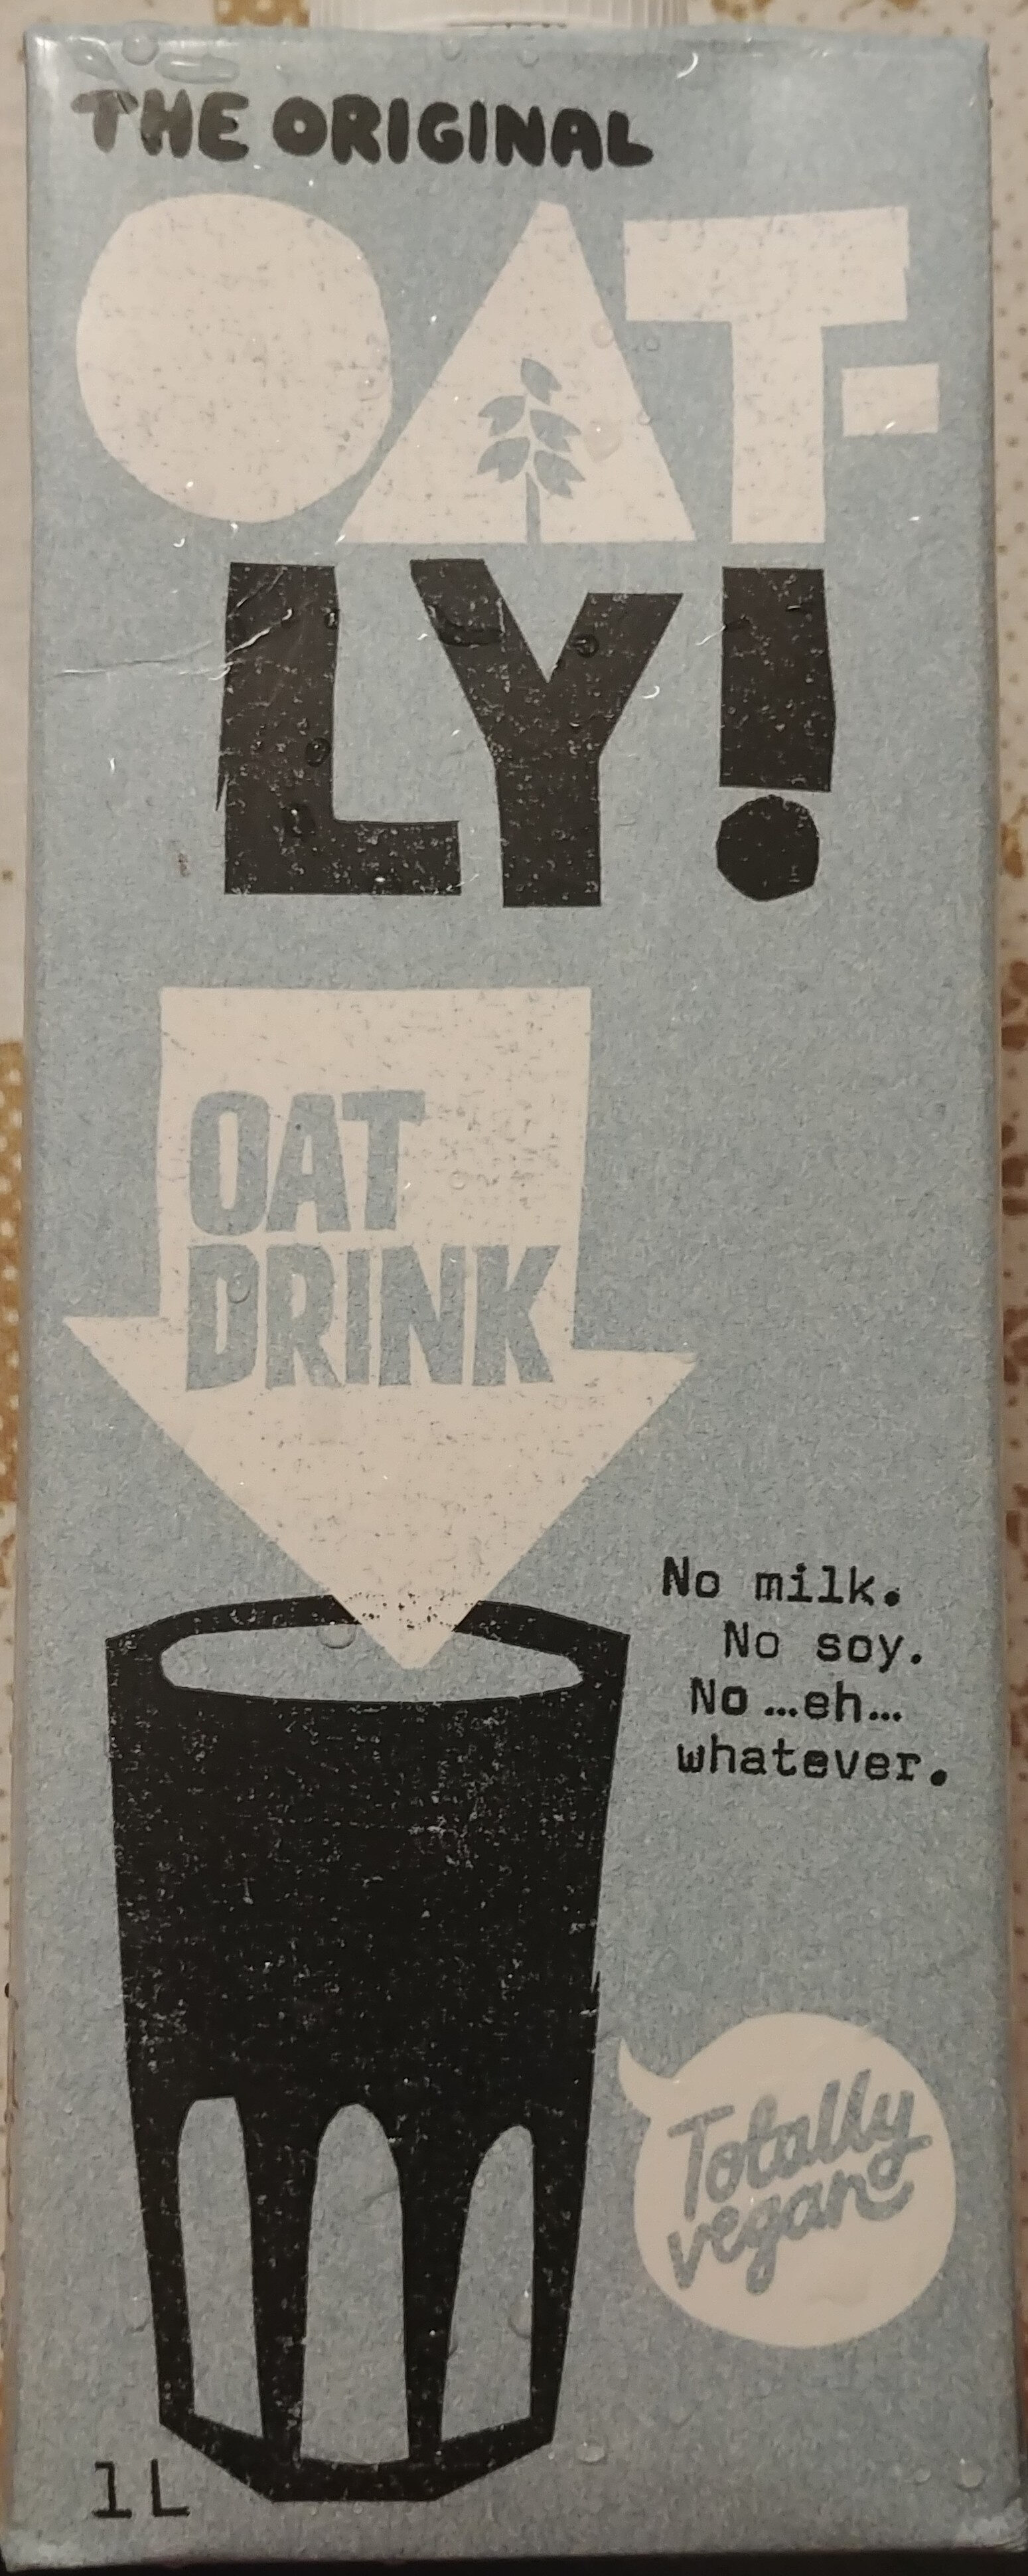 THE ORIGINAL
OAT-
LY!
OAT
DRINK
No milk.
No soy.
No...eh...
whatever.
Totally
vegan
1L